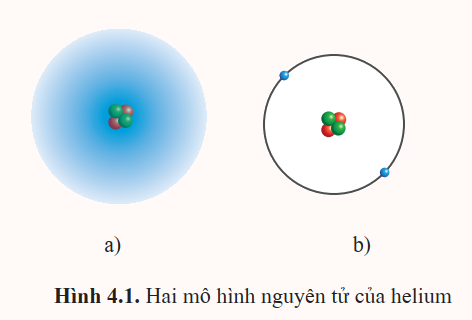 a)
b)
Hình 4.1. Hai mô hình nguyên tử của helium